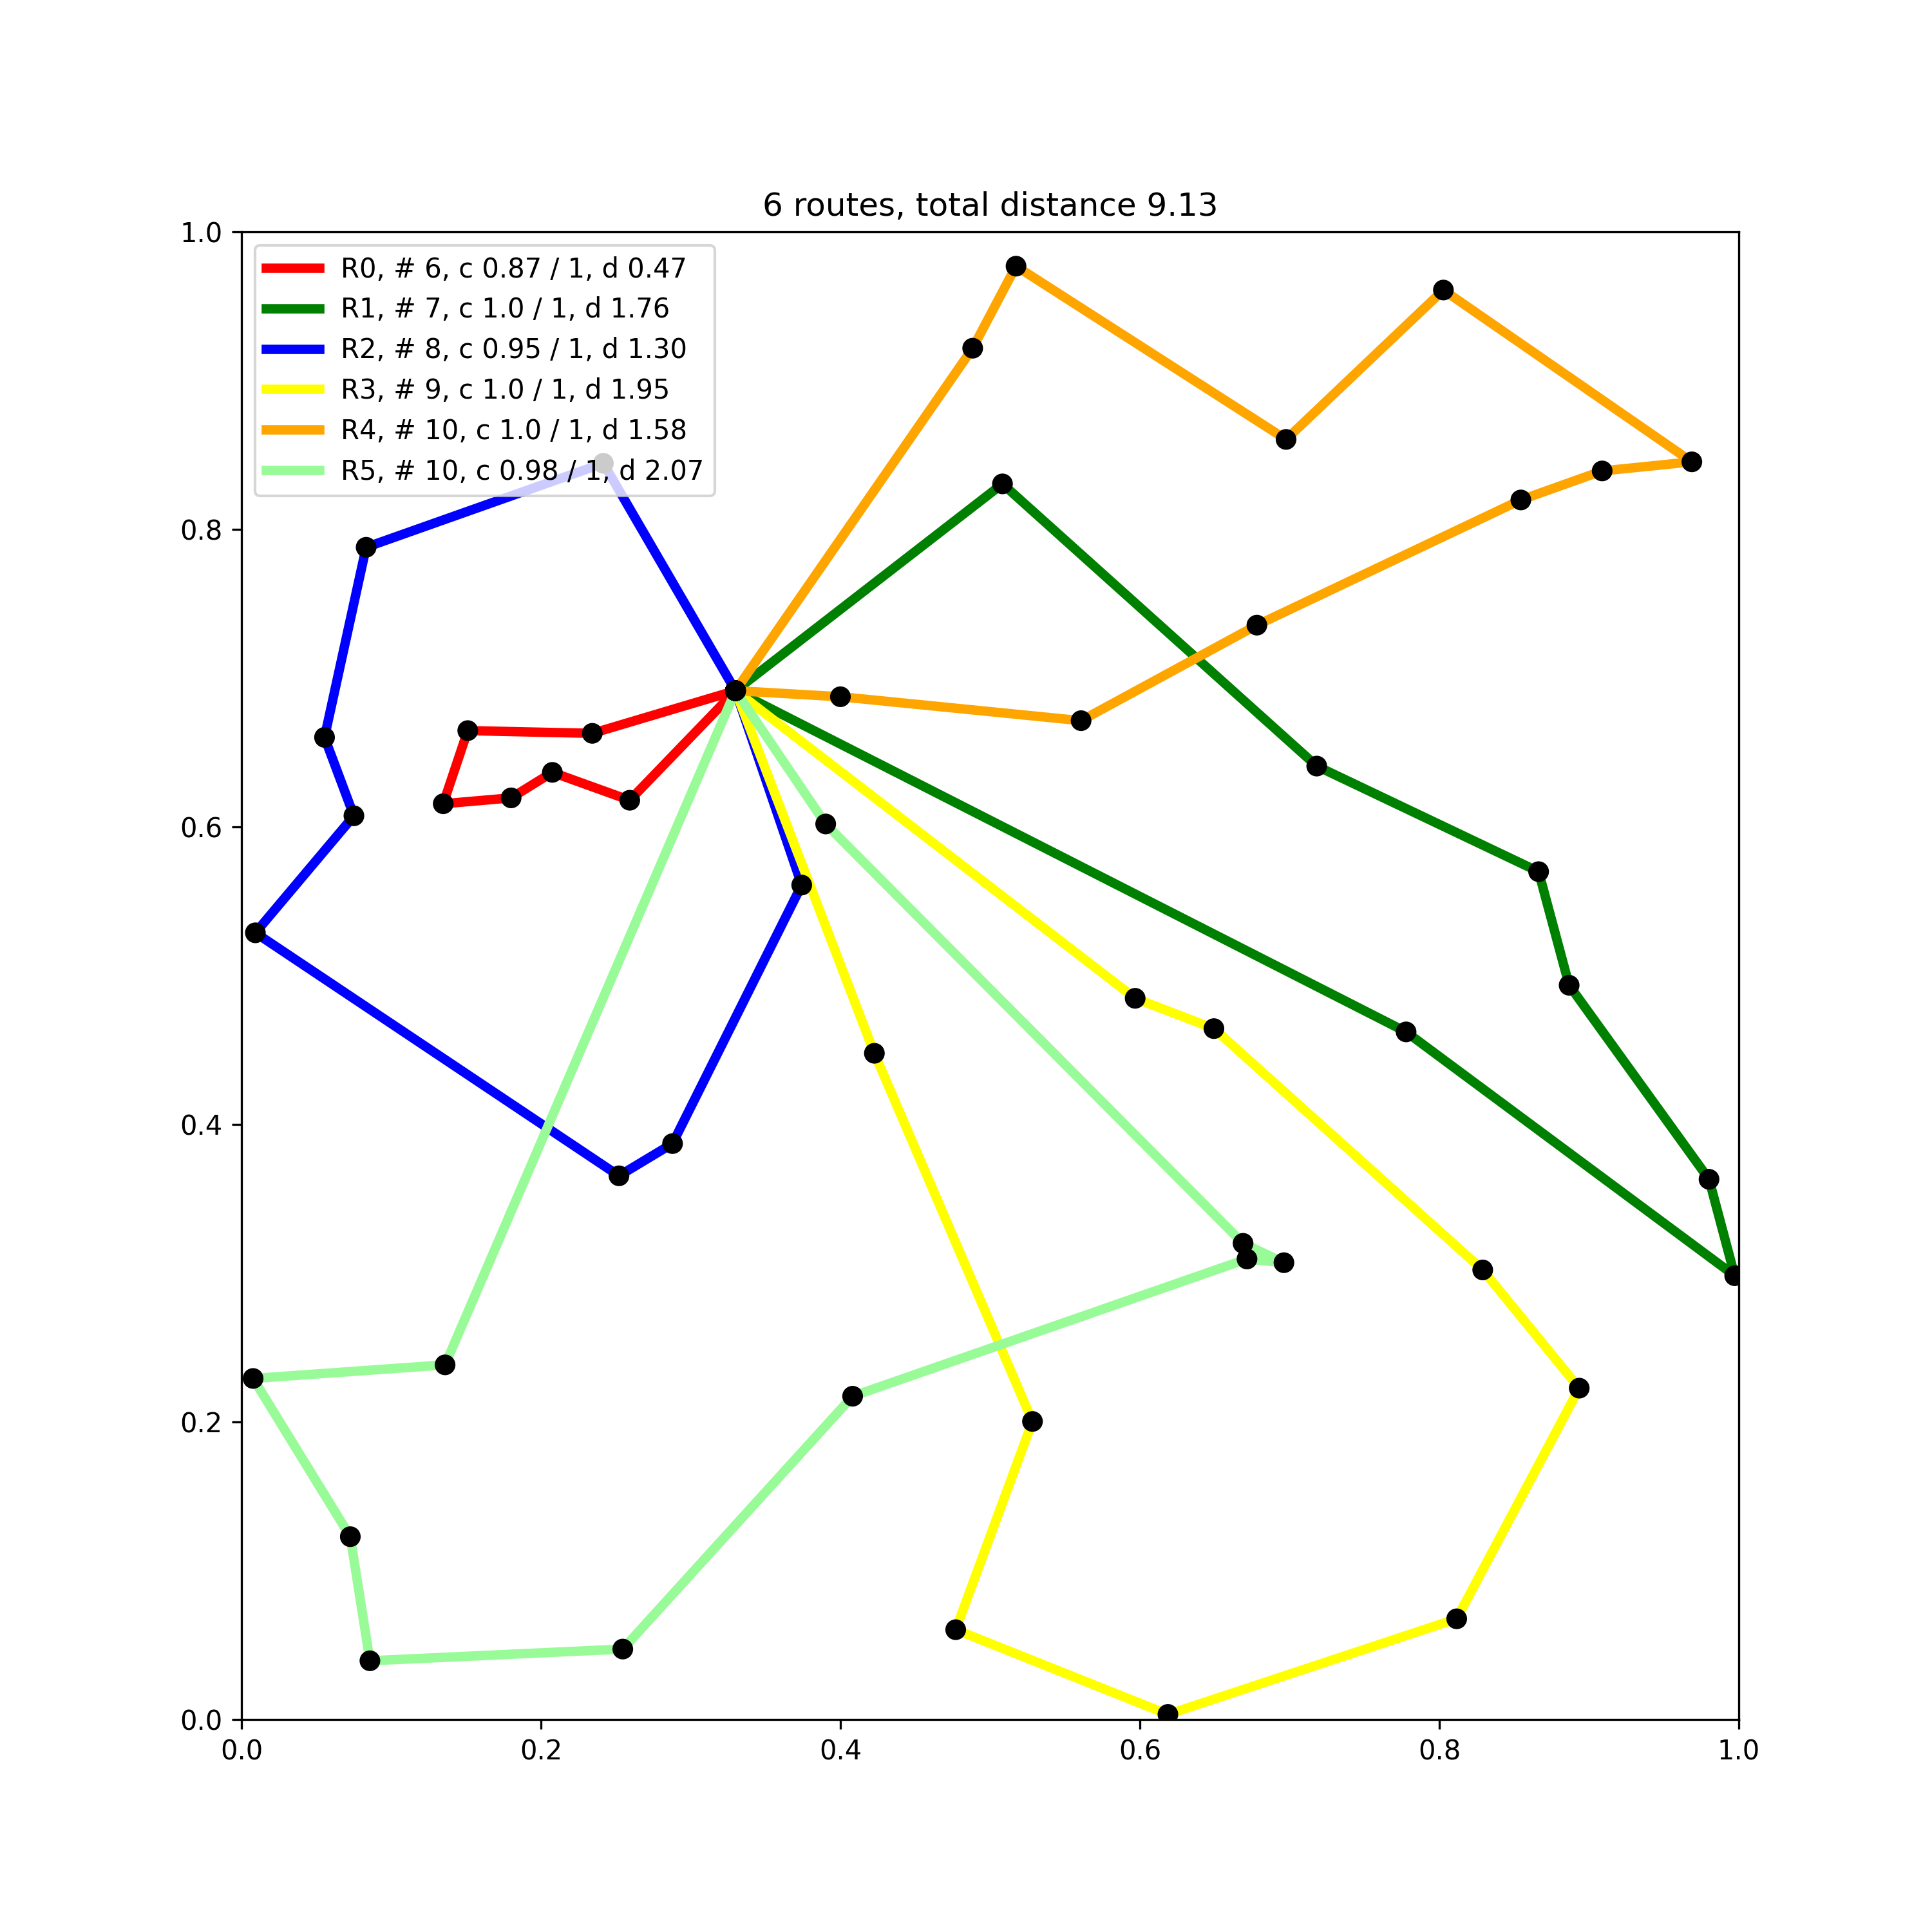 6 routes, total distance 9.13
1.0
R0, # 6, c 0.87 / 1, d 0.47
R1, # 7, c 1.0 / 1, d 1.76
R2, # 8, c 0.95 / 1, d 1.30
R3, # 9, c 1.0 / 1, d 1.95
R4, # 10, c 1.0 / 1, d 1.58
R5, # 10, c 0.98 / 1, d 2.07
0.8
0.6
0.4
0.2
0.0
0.0 0.2 0.4 0.6 0.8 1.0